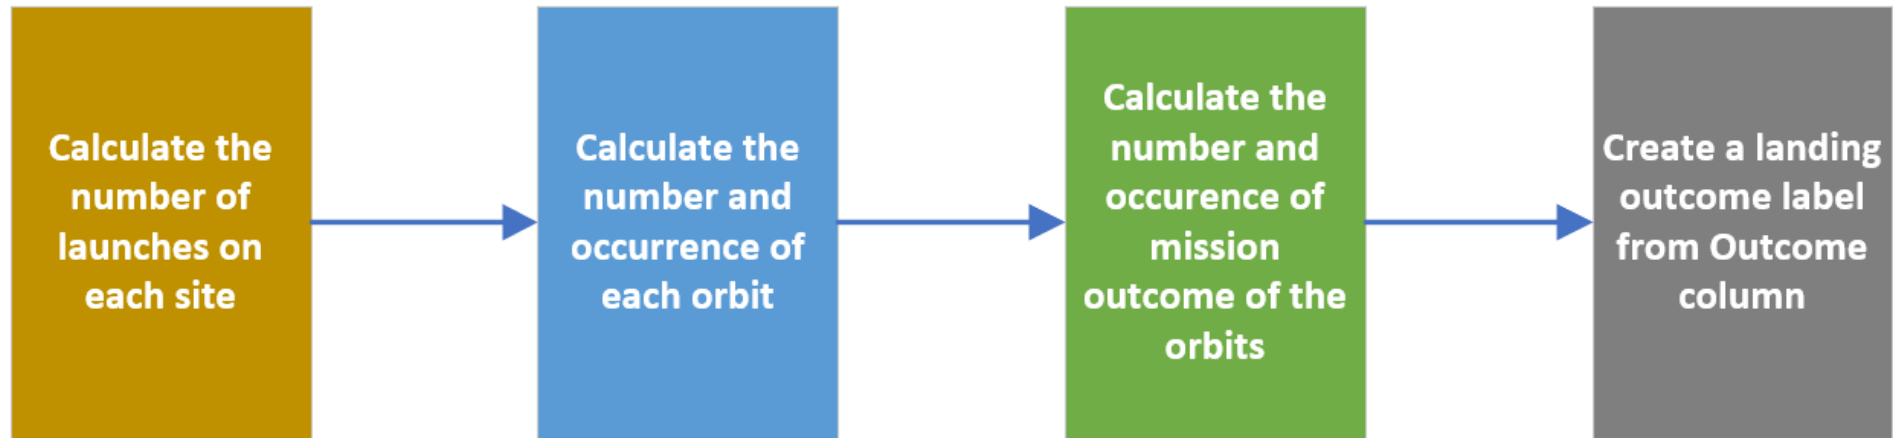 Calculate the
number of
launches on
each site
Calculate the
number and
occurrence of
each orbit
Calculate the
number and
occurence of
mission
outcome of the
orbits
Create a landing
outcome label
from Outcome
column